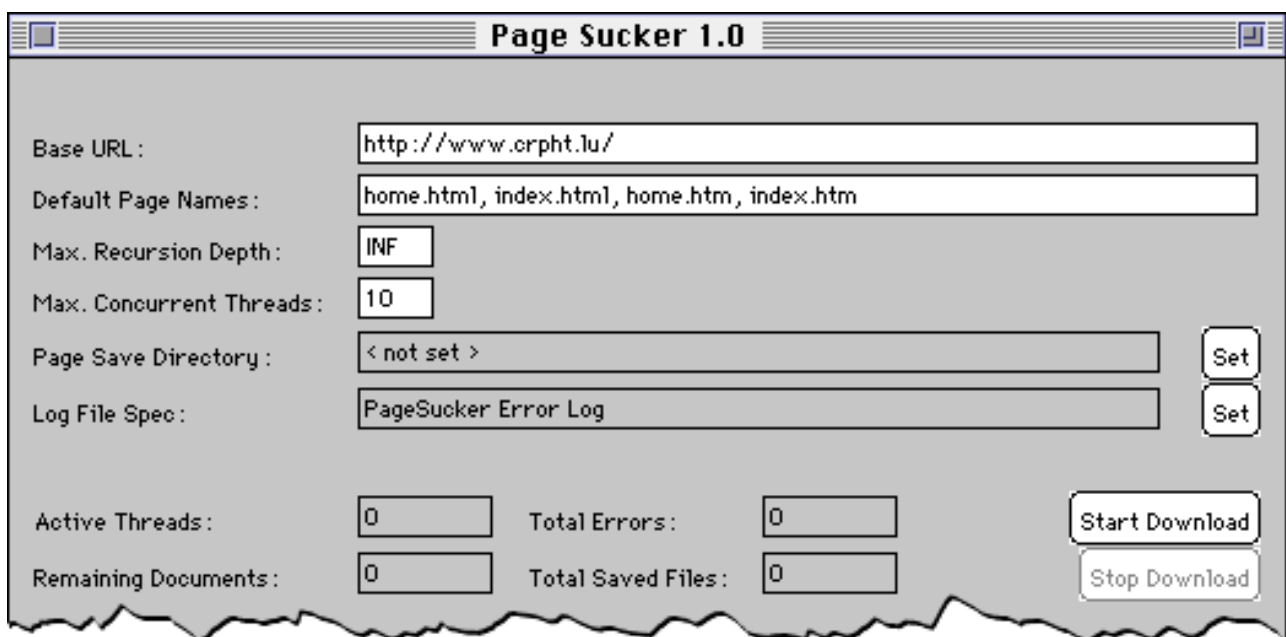 Page Sucker 1.0
Base URL: http://www.crpht.lu/
Default Page Names: home.html, index.html, home.htm, index.htm
Max. Recursion Depth: INF
Max. Concurrent Threads: 10
Page Save Directory: < not set > Set
Log File Spec: PageSucker Error Log Set
Active Threads: 0 Total Errors: 0 Start Download
Remaining Documents: 0 Total Saved Files: 0 Stop Download